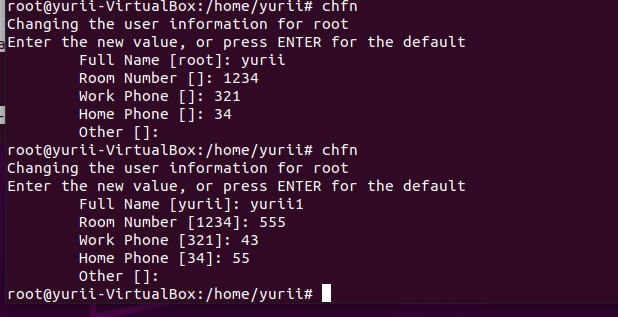 root@yurii-VirtualBox:/home/yurii# chfn
Changing the user information for root
Enter the new value, or press ENTER for the default
        Full Name [root]: yurii
        Room Number []: 1234
        Work Phone []: 321
        Home Phone []: 34
        Other []:
root@yurii-VirtualBox:/home/yurii# chfn
Changing the user information for root
Enter the new value, or press ENTER for the default
        Full Name [yurii]: yurii1
        Room Number [1234]: 555
        Work Phone [321]: 43
        Home Phone [34]: 55
        Other []:
root@yurii-VirtualBox:/home/yurii#